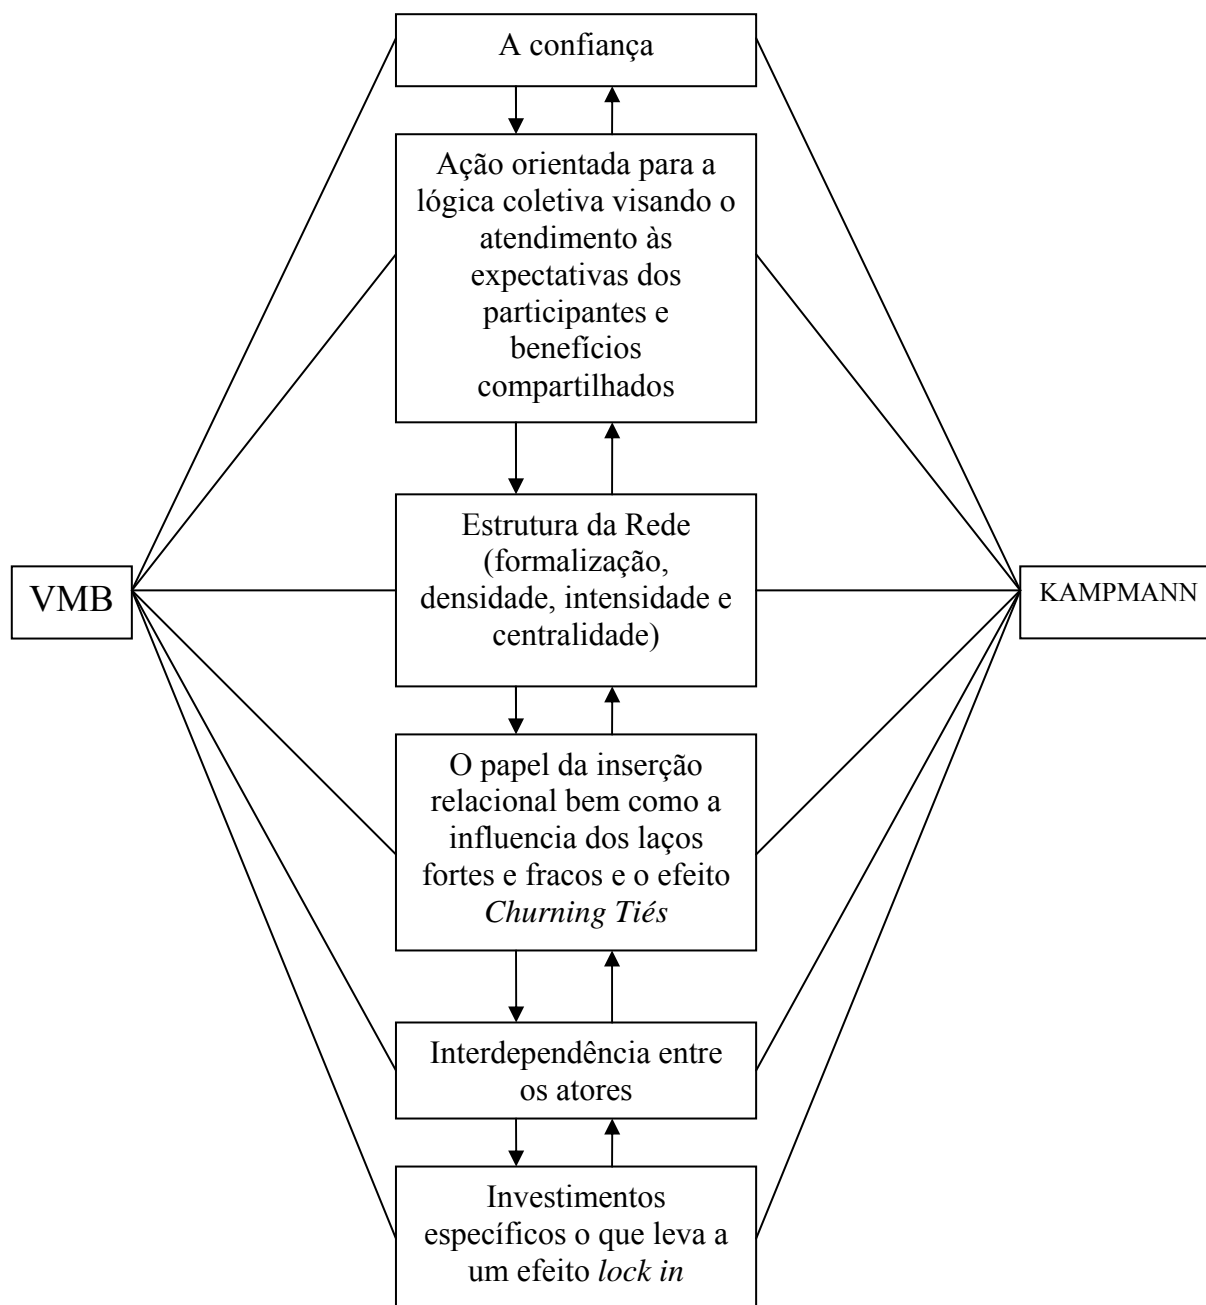 A confiança
Ação orientada para a
lógica coletiva visando o
atendimento às
expectativas dos
participantes e
benefícios
compartilhados
Estrutura da Rede
(formalização,
densidade, intensidade e
centralidade)
VMB
KAMPMANN
O papel da inserção
relacional bem como a
influencia dos laços
fortes e fracos e o efeito
Churning Tiés
Interdependência entre
os atores
Investimentos
específicos o que leva a
um efeito lock in